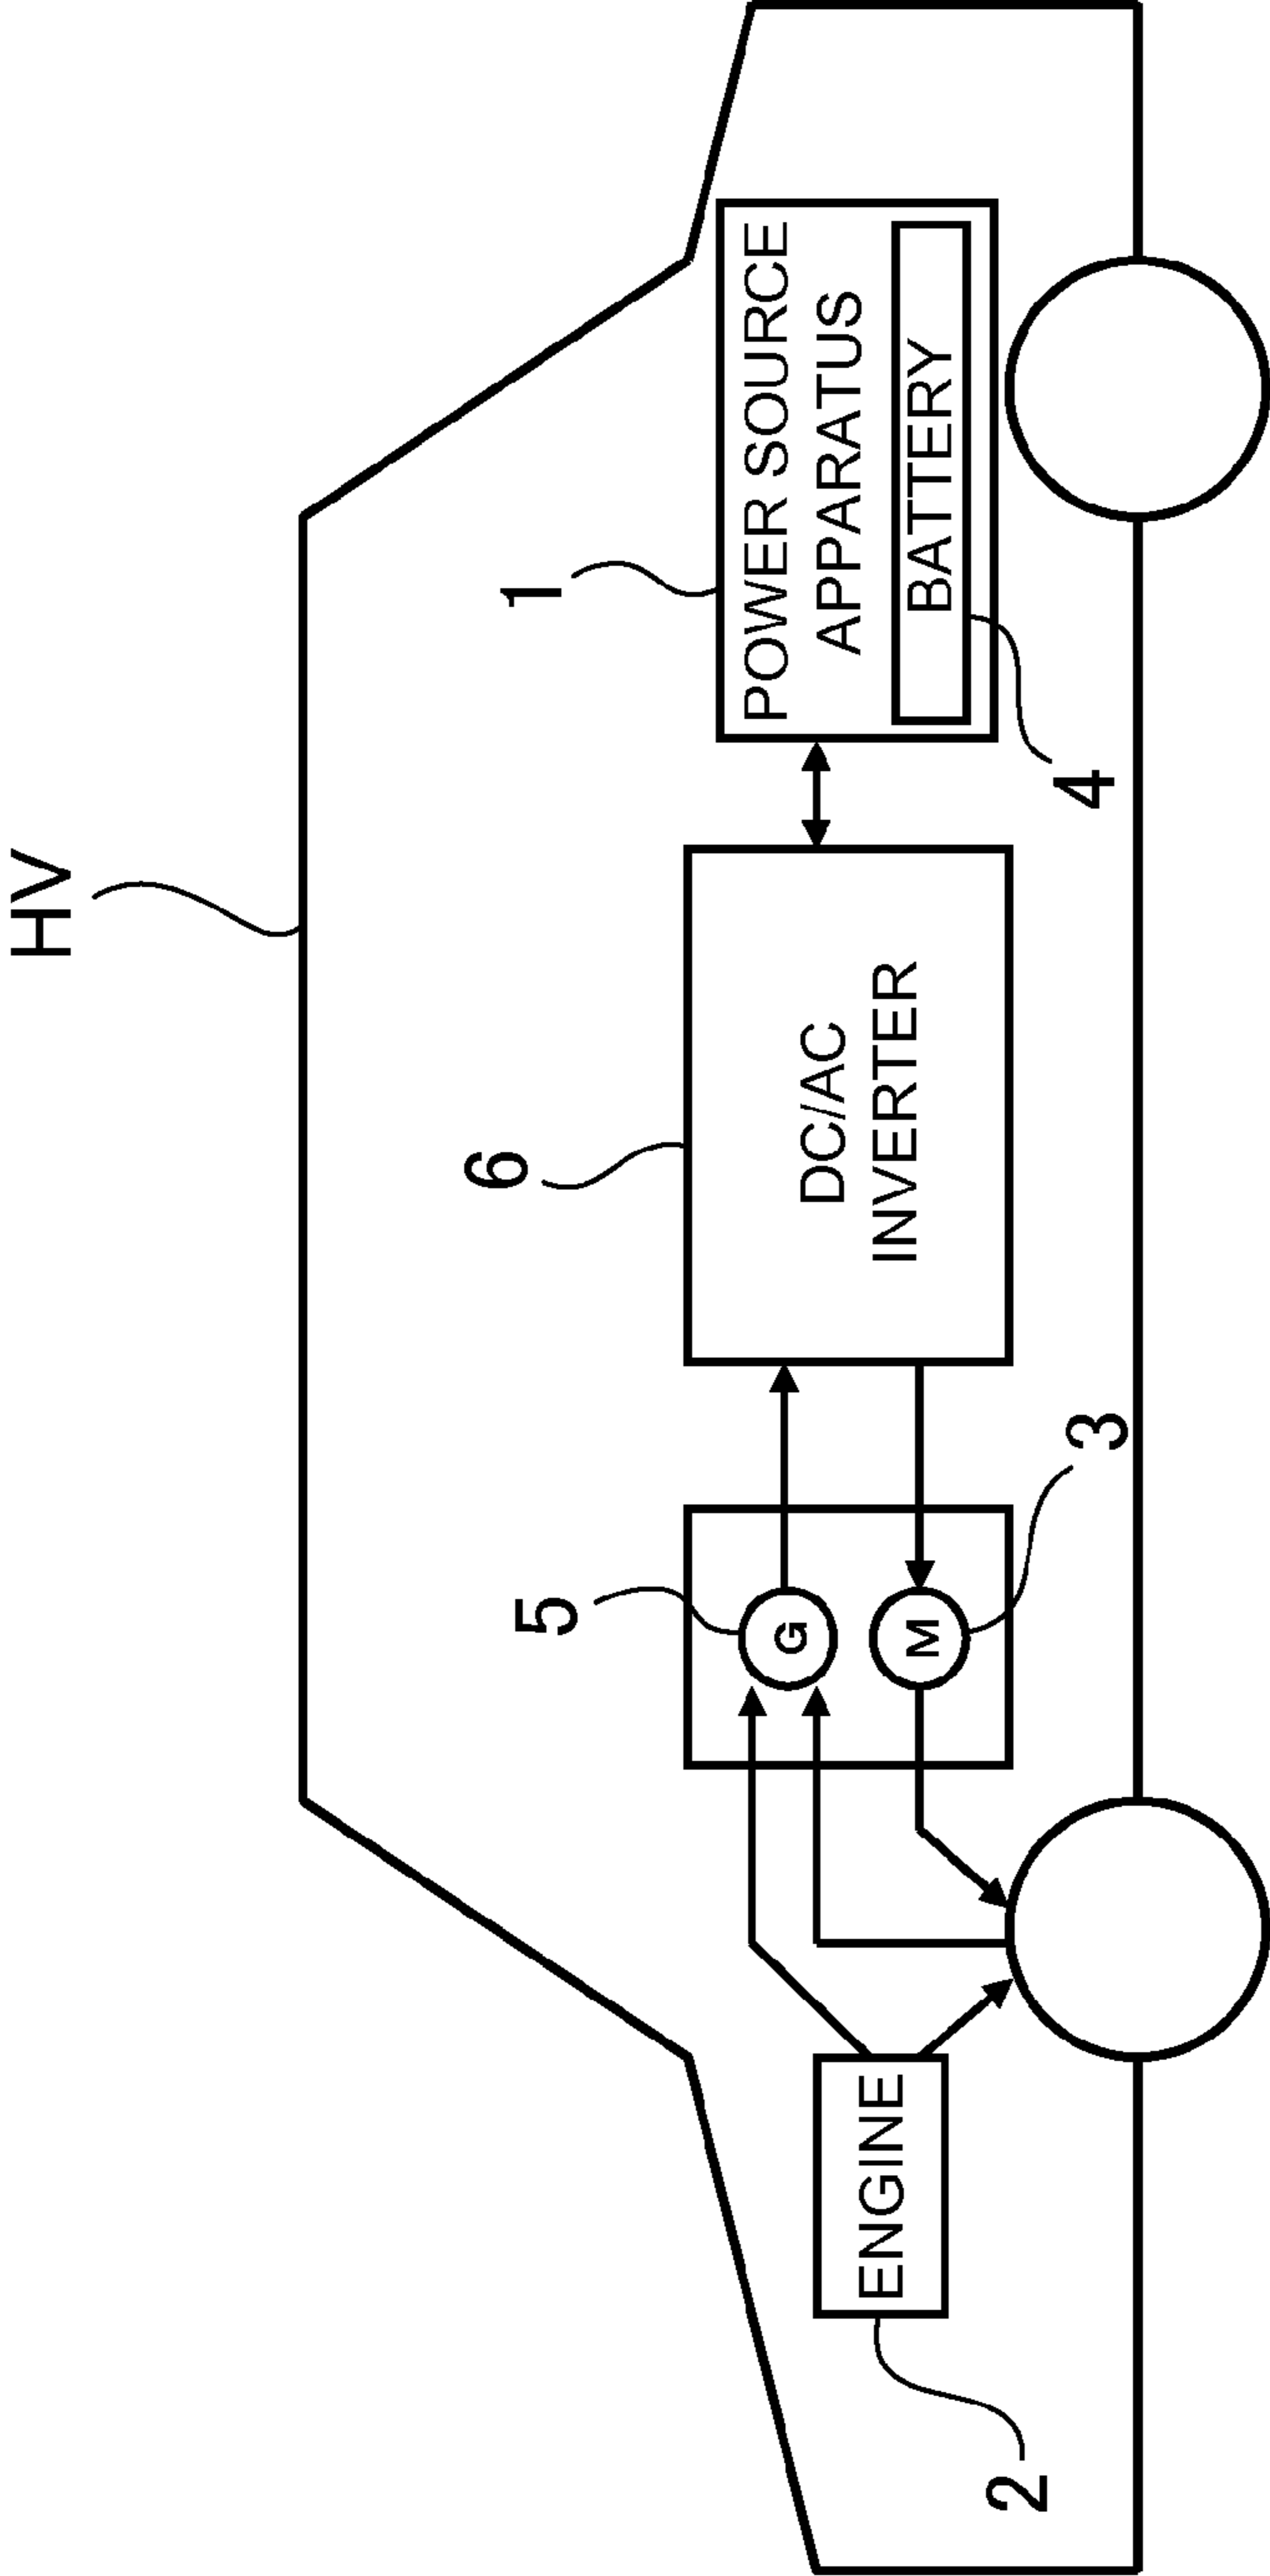 HV
1
POWER SOURCE
APPARATUS
BATTERY
4
6
DC/AC
INVERTER
5
G
M
3
ENGINE
2